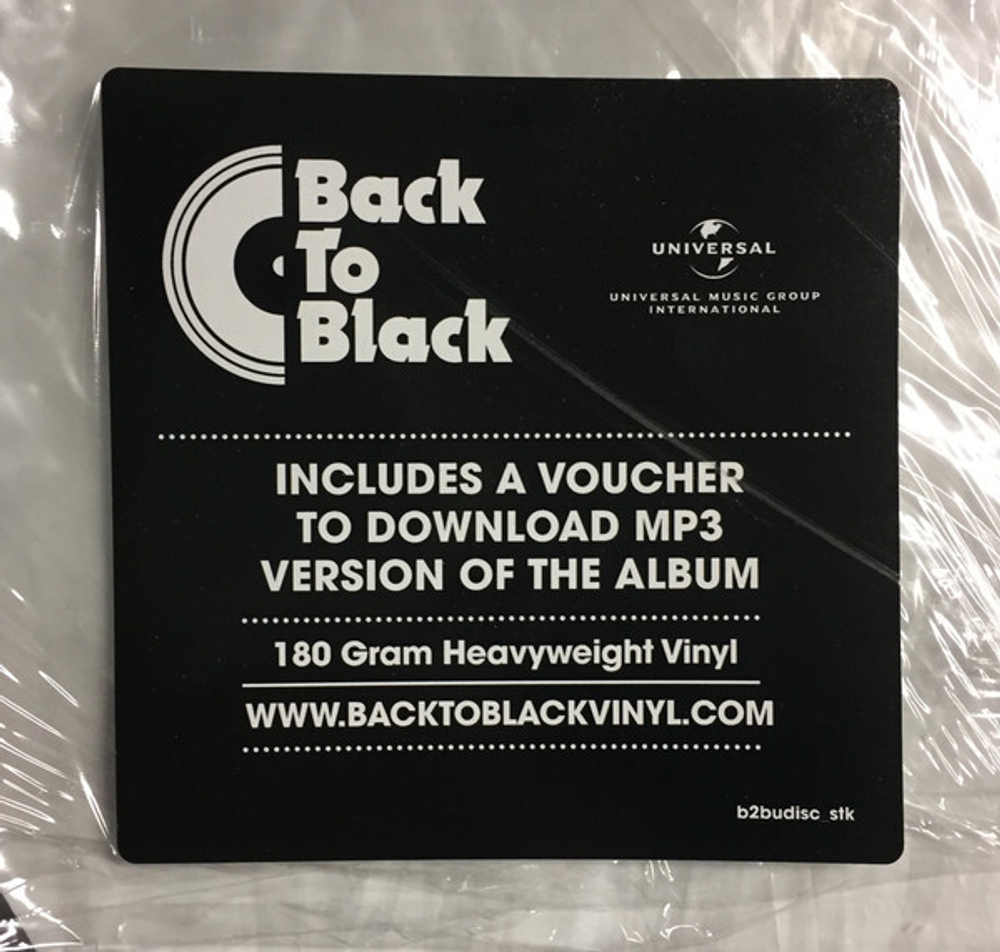 Back
To
Black
UNIVERSAL
UNIVERSAL MUSIC GROUP
INTERNATIONAL
INCLUDES A VOUCHER
TO DOWNLOAD MP3
VERSION OF THE ALBUM
180 Gram Heavyweight Vinyl
WWW.BACKTOBLACKVINYL.COM
b2budisc_stk